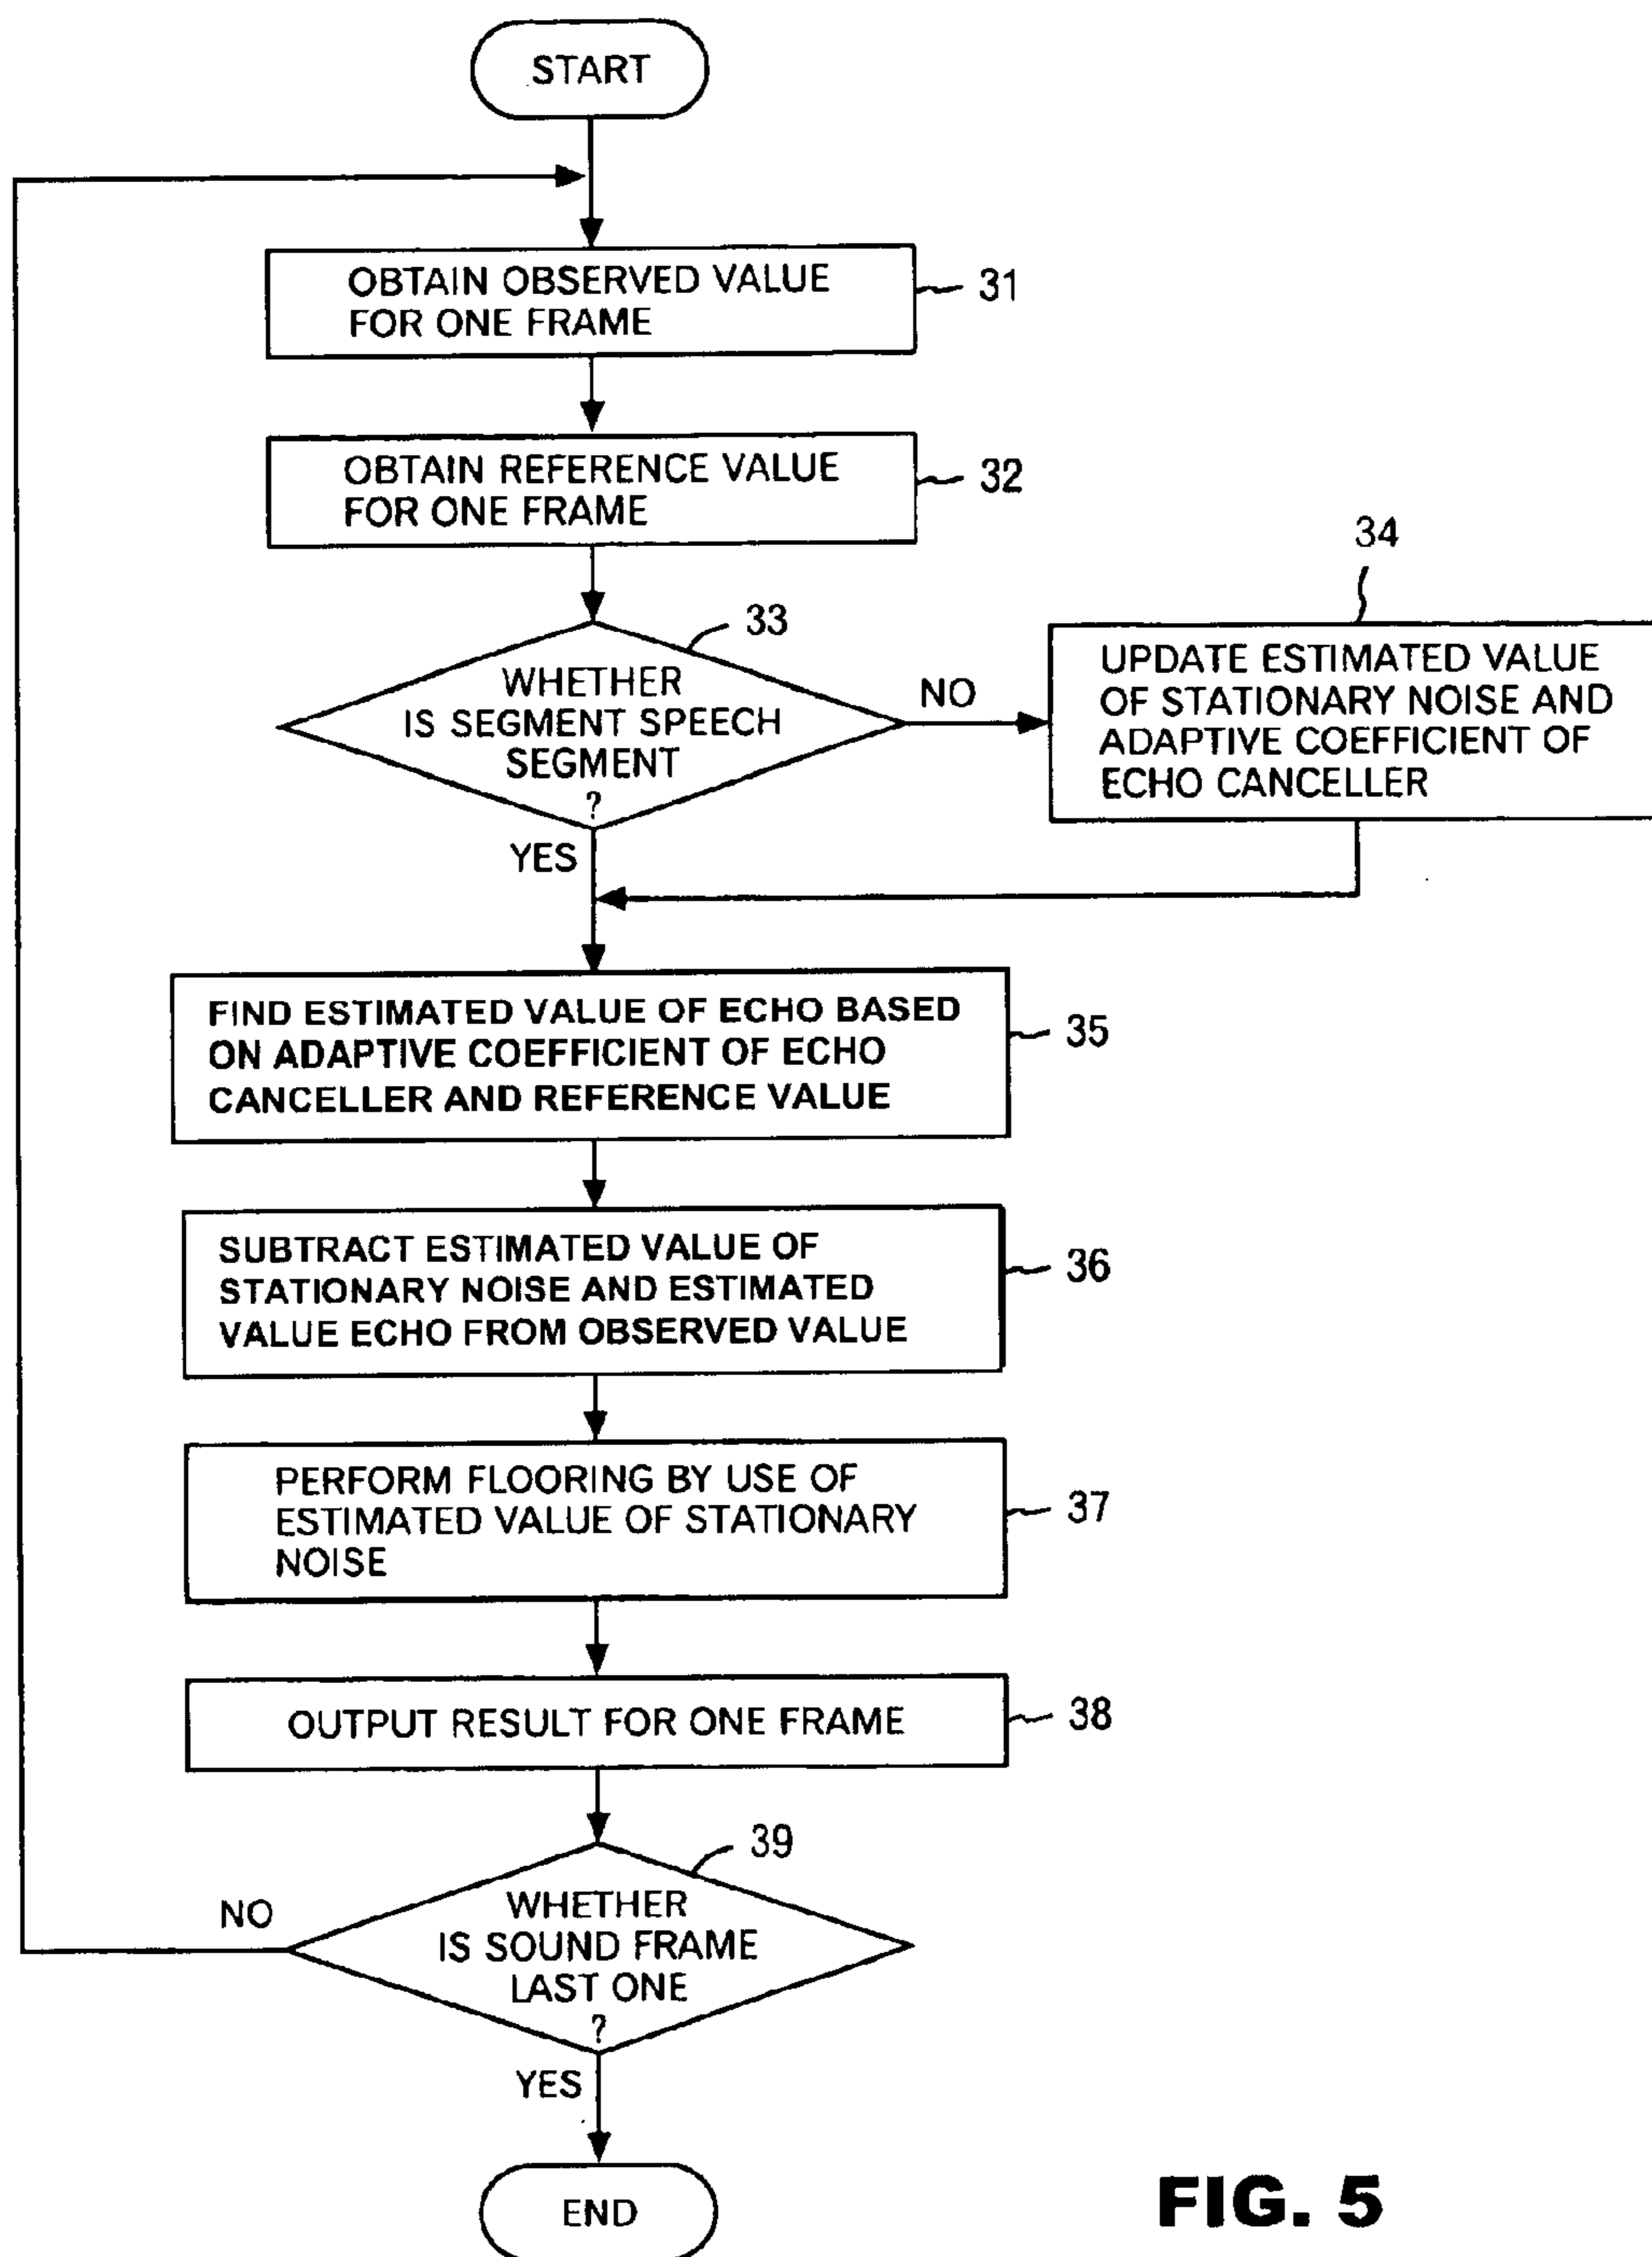 START
OBTAIN OBSERVED VALUE
FOR ONE FRAME
31
OBTAIN REFERENCE VALUE
FOR ONE FRAME
32
33
WHETHER
IS SEGMENT SPEECH
SEGMENT
?
NO
YES
34
UPDATE ESTIMATED VALUE
OF STATIONARY NOISE AND
ADAPTIVE COEFFICIENT OF
ECHO CANCELLER
FIND ESTIMATED VALUE OF ECHO BASED
ON ADAPTIVE COEFFICIENT OF ECHO
CANCELLER AND REFERENCE VALUE
35
SUBTRACT ESTIMATED VALUE OF
STATIONARY NOISE AND ESTIMATED
VALUE ECHO FROM OBSERVED VALUE
36
PERFORM FLOORING BY USE OF
ESTIMATED VALUE OF STATIONARY
NOISE
37
OUTPUT RESULT FOR ONE FRAME
38
39
WHETHER
IS SOUND FRAME
LAST ONE
?
NO
YES
END
FIG. 5